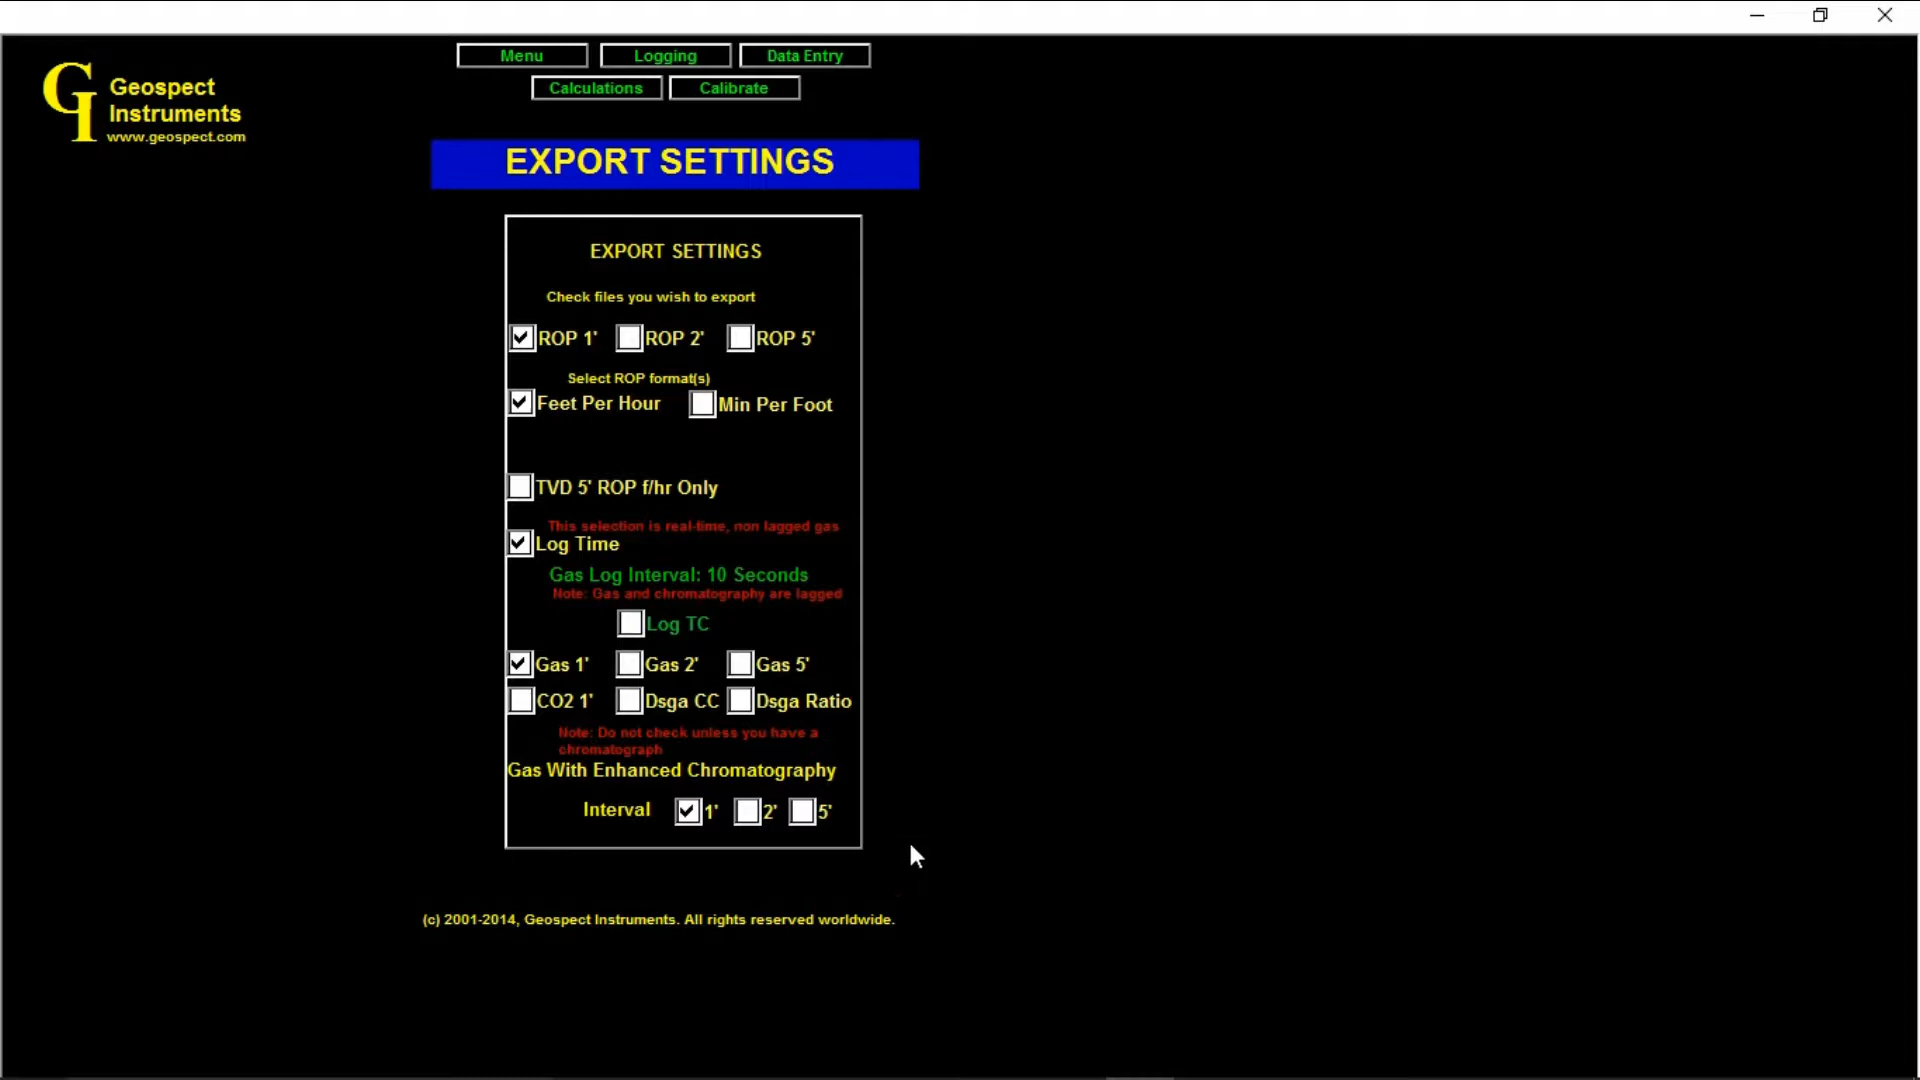 Menu Logging Data Entry
Calculations Calibrate
GI Geospect
Instruments
www.geospect.com
EXPORT SETTINGS
EXPORT SETTINGS
Check files you wish to export
ROP 1' ROP 2' ROP 5'
Select ROP format(s)
Feet Per Hour Min Per Foot
TVD 5' ROP f/hr Only
This selection is real-time, non lagged gas
Log Time
Gas Log Interval: 10 Seconds
Note: Gas and chromatography are lagged
Log TC
Gas 1' Gas 2' Gas 5'
CO2 1' Dsga CC Dsga Ratio
Note: Do not check unless you have a
chromatograph
Gas With Enhanced Chromatography
Interval 1' 2' 5'
(c) 2001-2014, Geospect Instruments. All rights reserved worldwide.